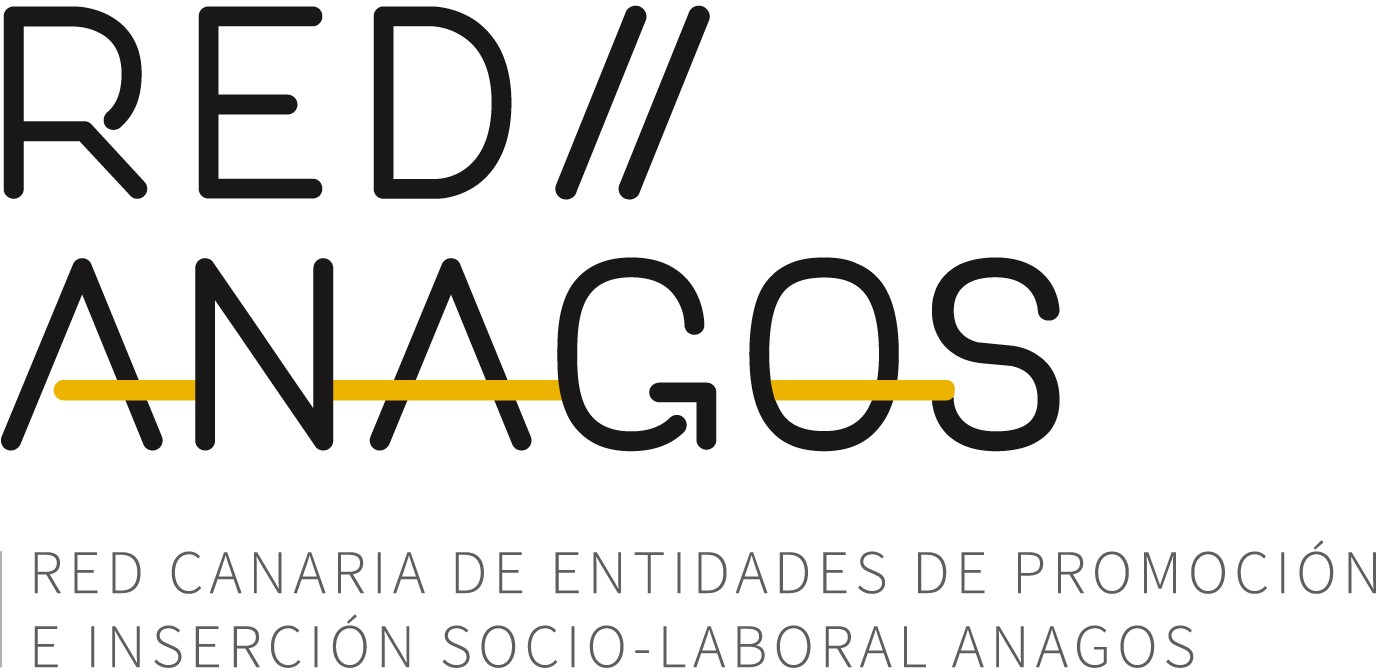 RED//
ANAGOS
RED CANARIA DE ENTIDADES DE PROMOCIÓN
E INSERCIÓN SOCIO-LABORAL ANAGOS